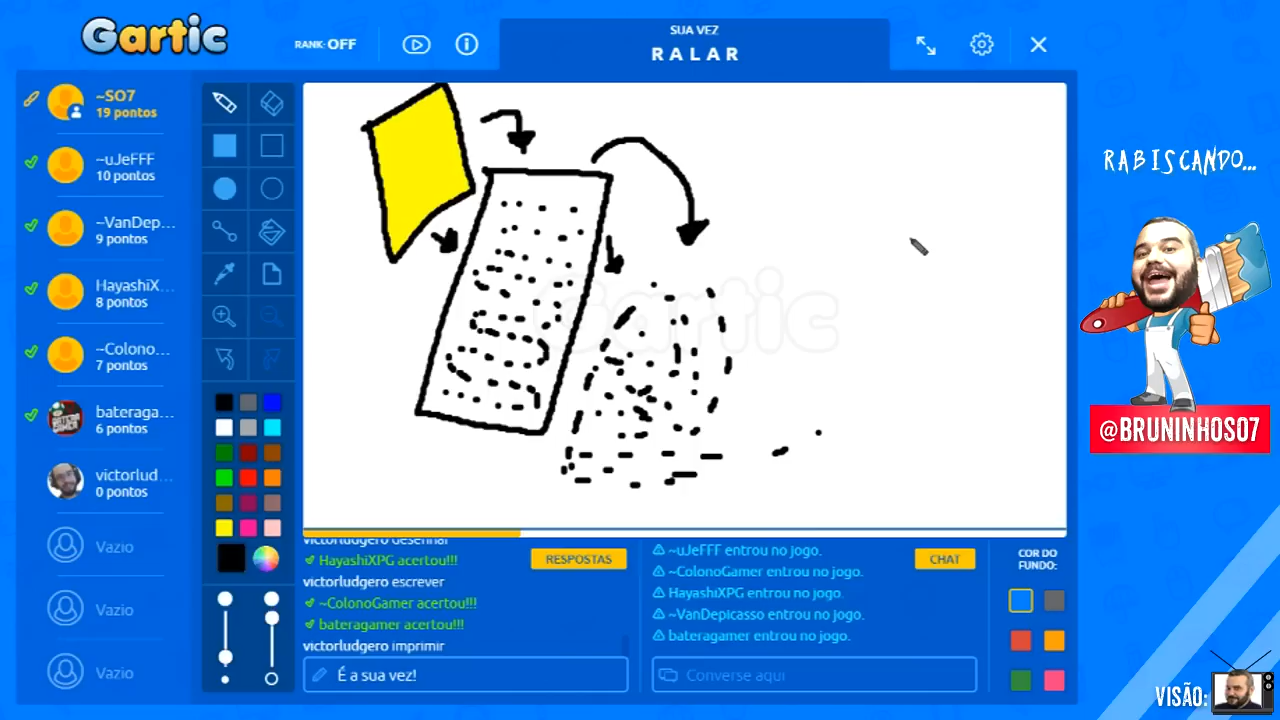 Gartic
RANK: OFF
SUA VEZ
RALAR
~SO7
19 pontos
~uJeFFF
10 pontos
~VanDep...
9 pontos
HayashiX...
8 pontos
~Colono...
7 pontos
bateraga...
6 pontos
victorlud...
0 pontos
Vazio
Vazio
Vazio
Gartic
RABISCANDO...
@BRUNINHOS07
victorludgero desenhar
HayashiXPG acertou!!!
victorludgero escrever
~ColonoGamer acertou!!!
bateragamer acertou!!!
victorludgero imprimir
RESPOSTAS
É a sua vez!
~uJeFFF entrou no jogo.
~ColonoGamer entrou no jogo.
HayashiXPG entrou no jogo.
~VanDepicasso entrou no jogo.
bateragamer entrou no jogo.
CHAT
Converse aqui
COR DO
FUNDO:
VISÃO: